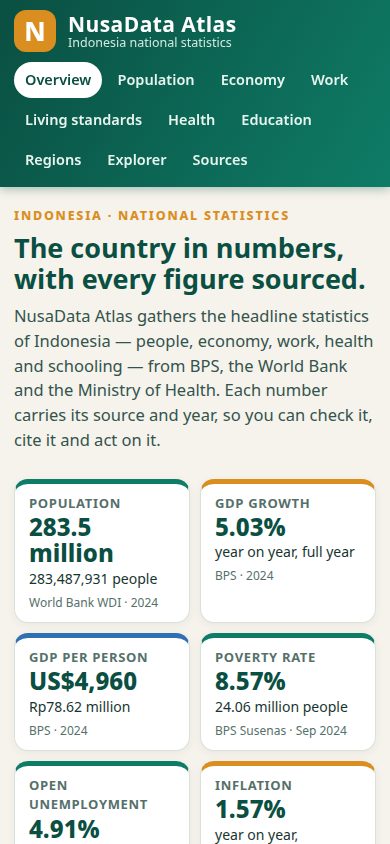 N
NusaData Atlas
Indonesia national statistics
Overview Population Economy Work
Living standards Health Education
Regions Explorer Sources
INDONESIA · NATIONAL STATISTICS
The country in numbers,
with every figure sourced.
NusaData Atlas gathers the headline statistics
of Indonesia — people, economy, work, health
and schooling — from BPS, the World Bank
and the Ministry of Health. Each number
carries its source and year, so you can check it,
cite it and act on it.
POPULATION
283.5
million
283,487,931 people
World Bank WDI · 2024
GDP GROWTH
5.03%
year on year, full year
BPS · 2024
GDP PER PERSON
US$4,960
Rp78.62 million
BPS · 2024
POVERTY RATE
8.57%
24.06 million people
BPS Susenas · Sep 2024
OPEN
UNEMPLOYMENT
4.91%
INFLATION
1.57%
year on year,